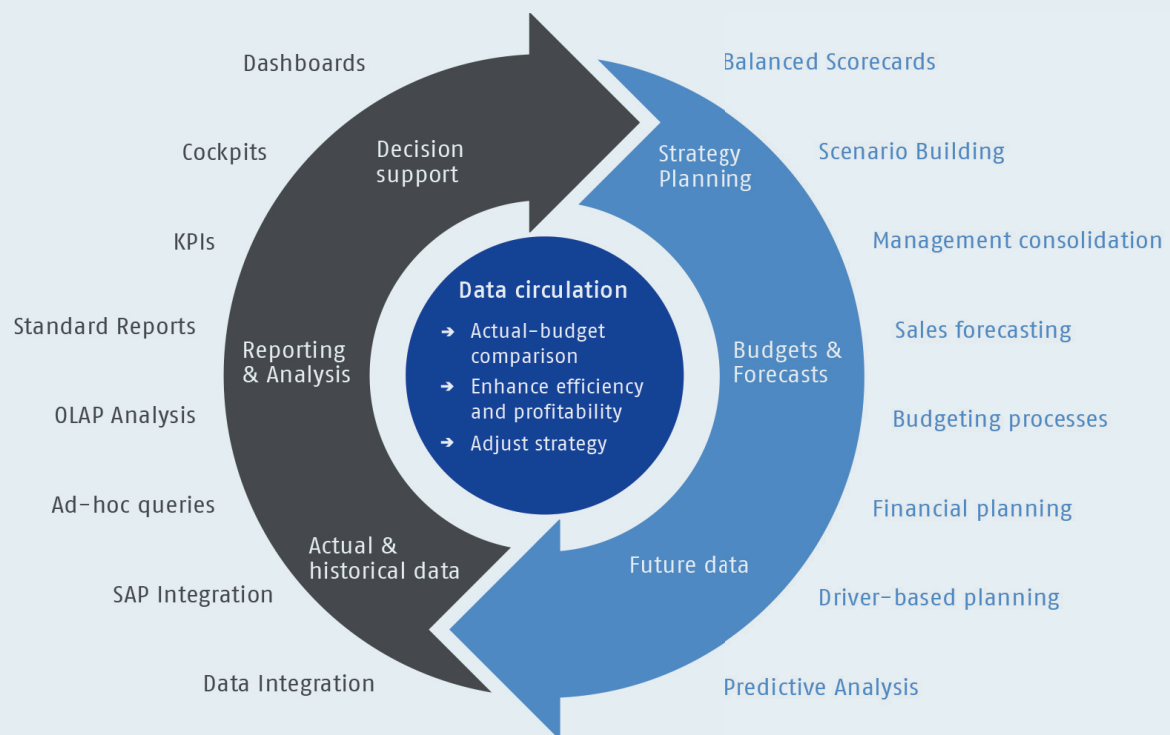 Dashboards
Cockpits
KPIs
Standard Reports
OLAP Analysis
Ad-hoc queries
SAP Integration
Data Integration
Decision
support
Reporting
& Analysis
Actual &
historical data
Data circulation
→ Actual-budget
comparison
→ Enhance efficiency
and profitability
→ Adjust strategy
Strategy
Planning
Budgets &
Forecasts
Future data
Balanced Scorecards
Scenario Building
Management consolidation
Sales forecasting
Budgeting processes
Financial planning
Driver-based planning
Predictive Analysis